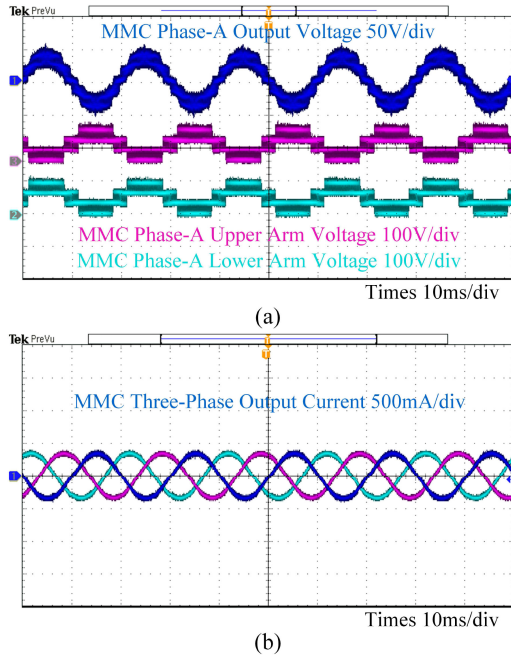 Tek PreVu
T
MMC Phase-A Output Voltage 50V/div
1
2
MMC Phase-A Upper Arm Voltage 100V/div
MMC Phase-A Lower Arm Voltage 100V/div
Times 10ms/div
(a)
Tek PreVu
T
MMC Three-Phase Output Current 500mA/div
1
Times 10ms/div
(b)